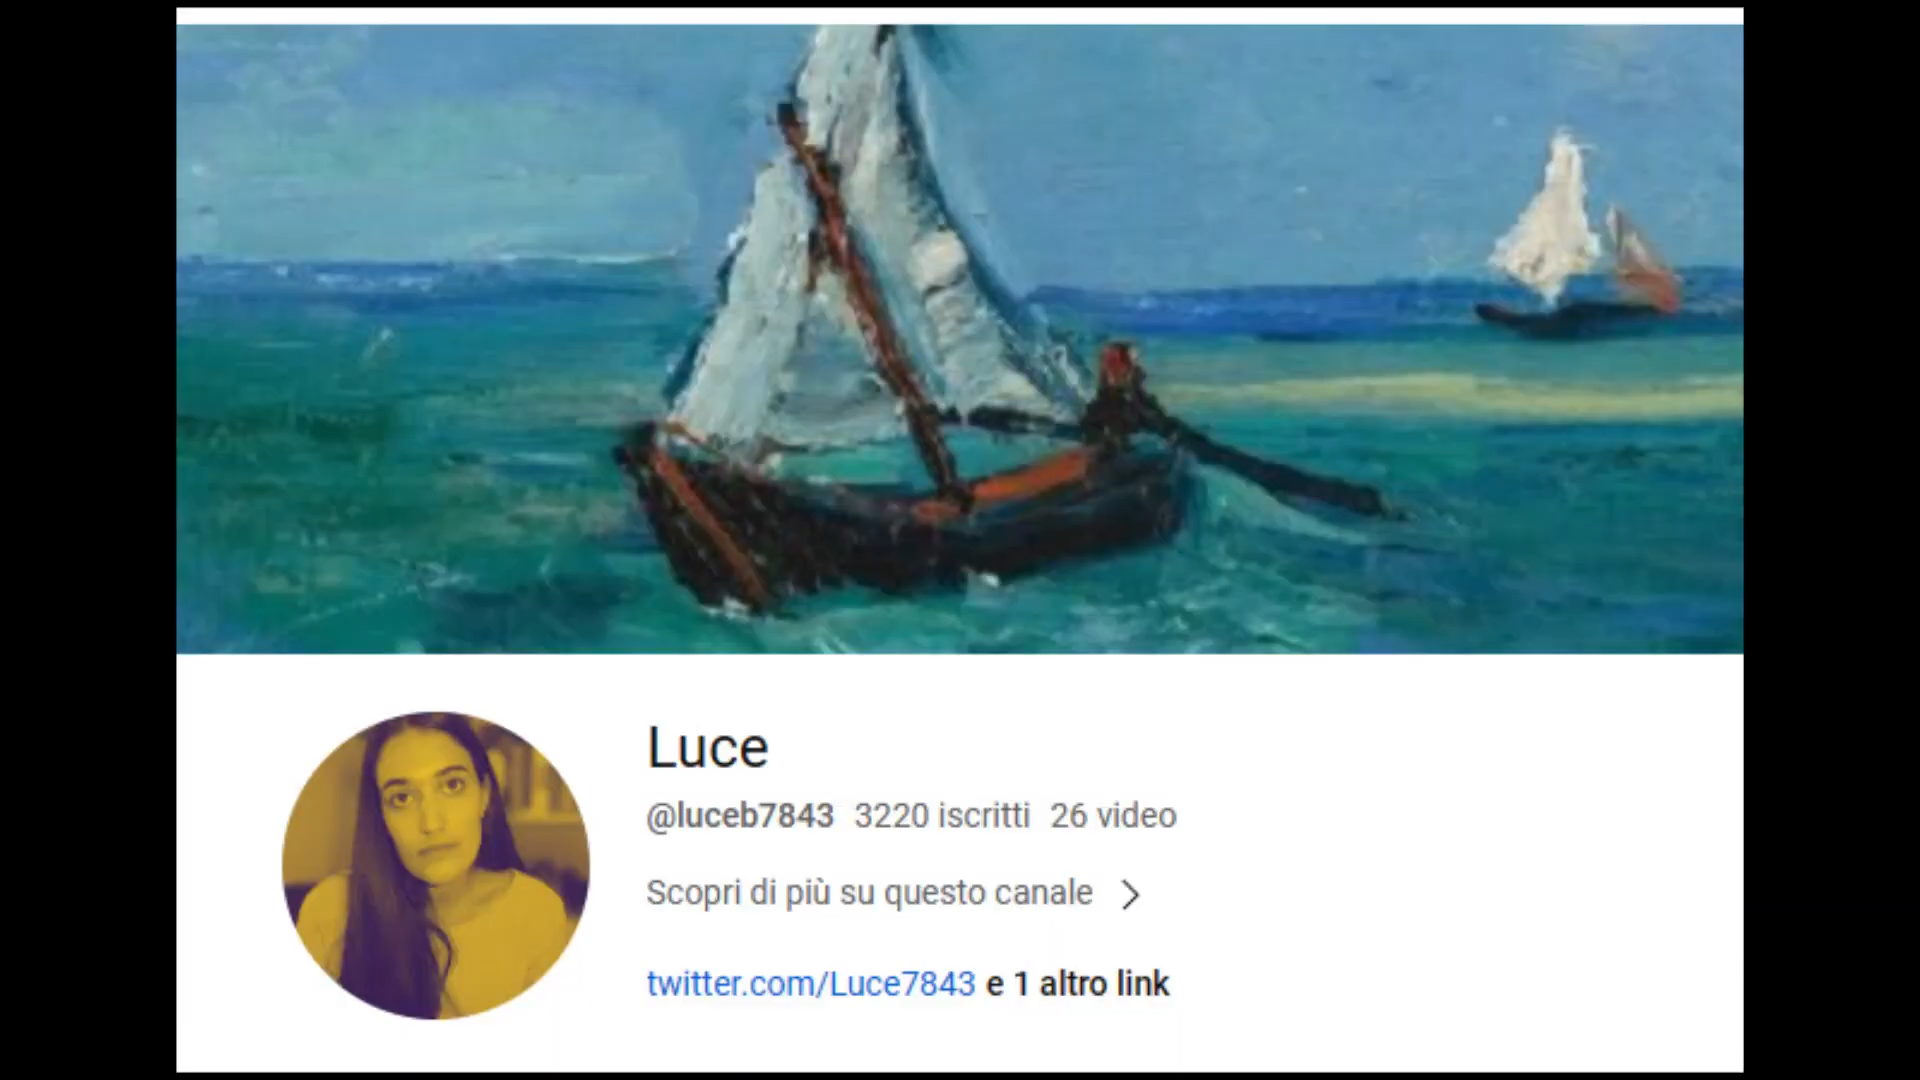 Luce
@luceb7843 3220 iscritti 26 video
Scopri di più su questo canale
twitter.com/Luce7843 e 1 altro link